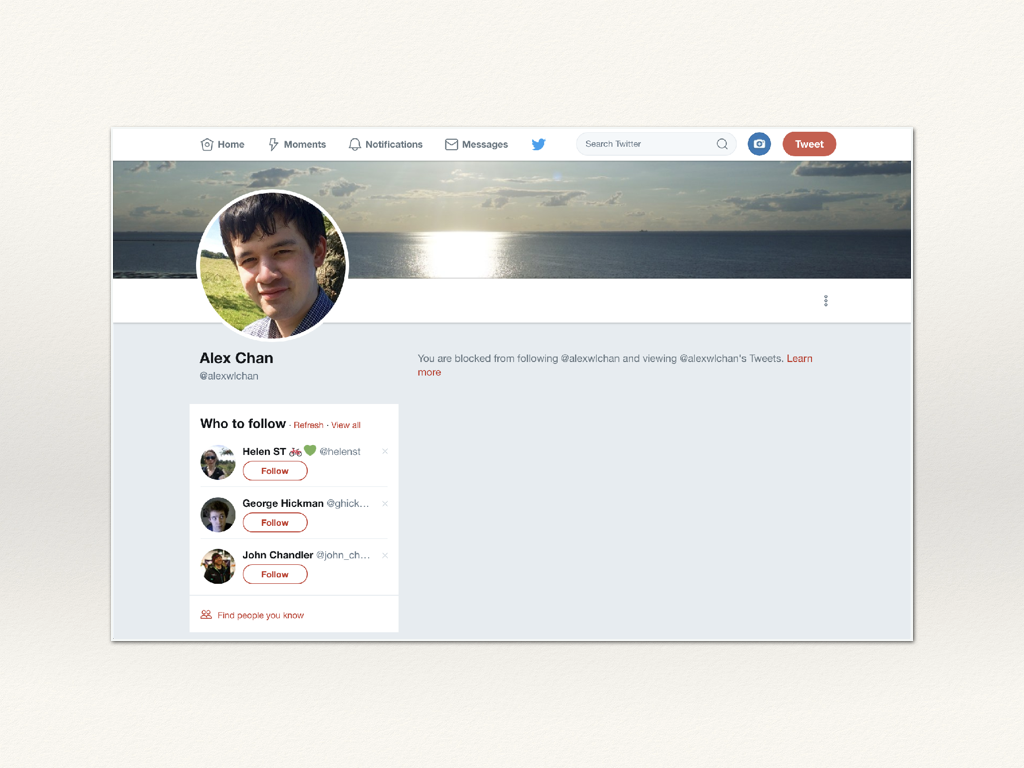 Home Moments Notifications Messages Search Twitter Tweet
Alex Chan
@alexwlchan
You are blocked from following @alexwlchan and viewing @alexwlchan's Tweets. Learn
more
Who to follow · Refresh · View all
Helen ST @helenst
Follow
George Hickman @ghick...
Follow
John Chandler @john_ch...
Follow
Find people you know